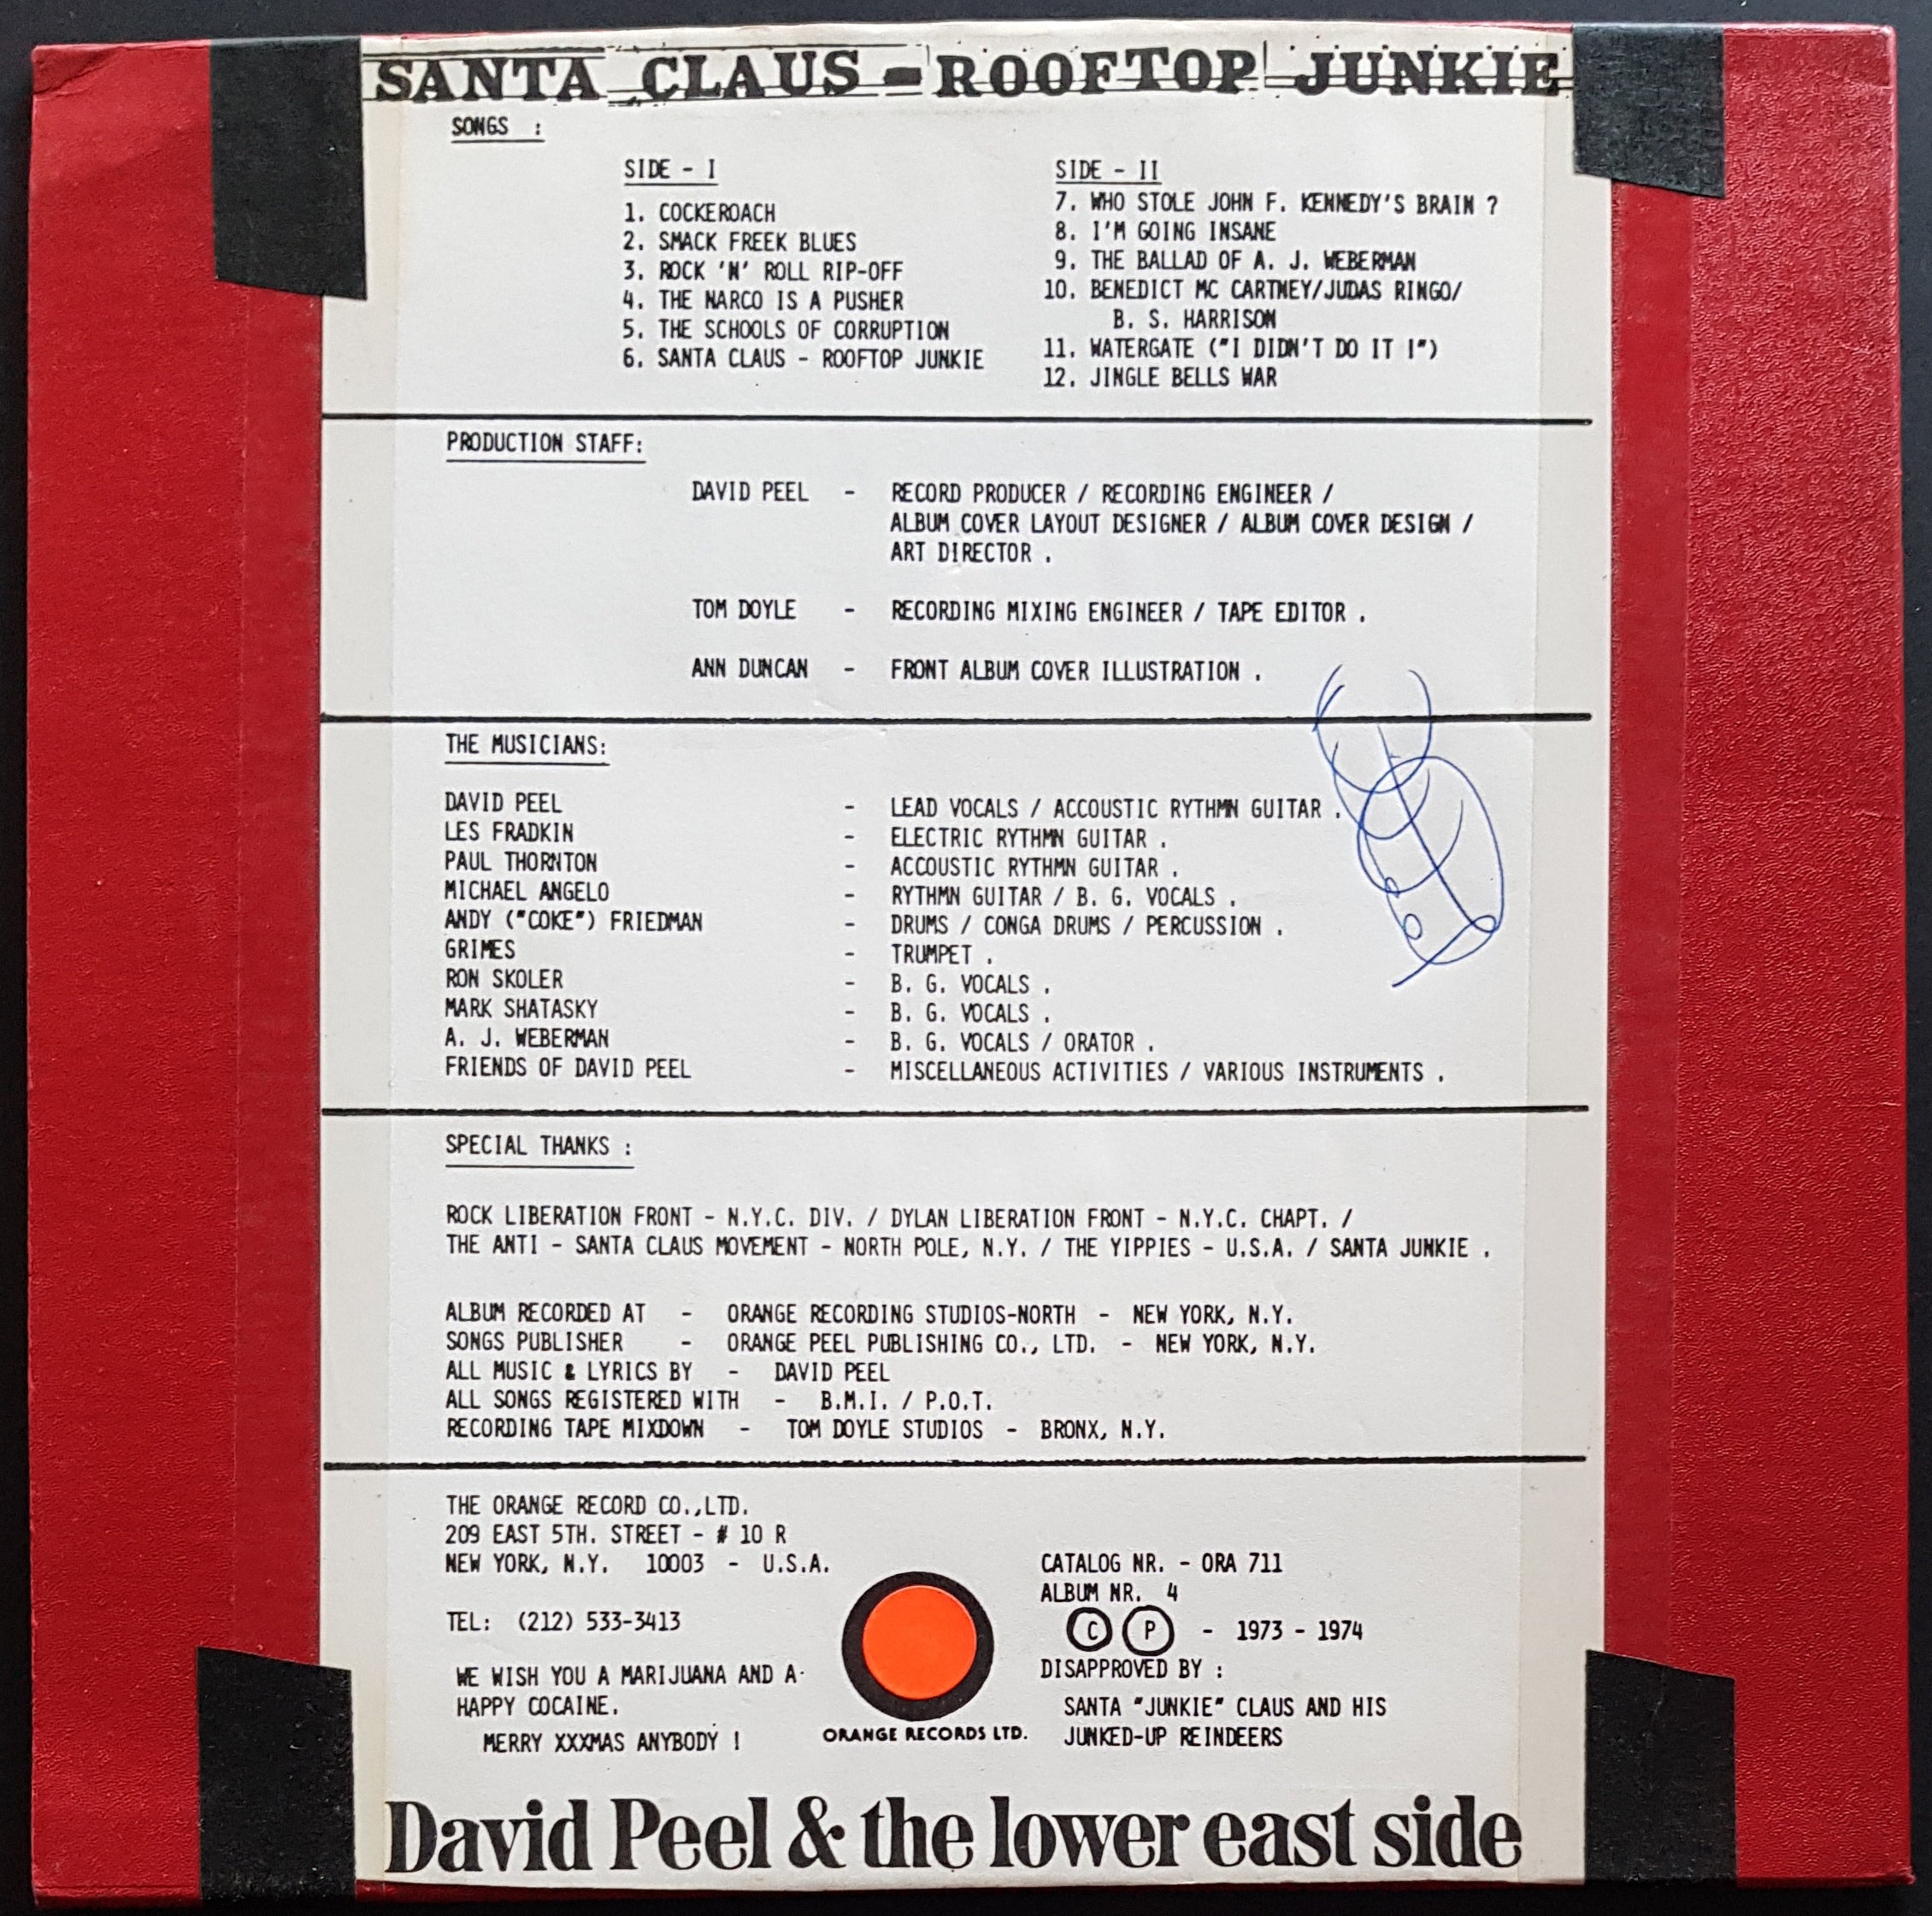 SANTA CLAUS - ROOFTOP JUNKIE
SONGS :
SIDE - I
1. COCKEROACH
2. SMACK FREEK BLUES
3. ROCK 'N' ROLL RIP-OFF
4. THE NARCO IS A PUSHER
5. THE SCHOOLS OF CORRUPTION
6. SANTA CLAUS - ROOFTOP JUNKIE
SIDE - II
7. WHO STOLE JOHN F. KENNEDY'S BRAIN ?
8. I'M GOING INSANE
9. THE BALLAD OF A. J. WEBERMAN
10. BENEDICT MC CARTNEY/JUDAS RINGO/
B. S. HARRISON
11. WATERGATE ("I DIDN'T DO IT !")
12. JINGLE BELLS WAR
PRODUCTION STAFF:
DAVID PEEL - RECORD PRODUCER / RECORDING ENGINEER /
ALBUM COVER LAYOUT DESIGNER / ALBUM COVER DESIGN /
ART DIRECTOR .
TOM DOYLE - RECORDING MIXING ENGINEER / TAPE EDITOR .
ANN DUNCAN - FRONT ALBUM COVER ILLUSTRATION .
THE MUSICIANS:
DAVID PEEL - LEAD VOCALS / ACCOUSTIC RYTHMN GUITAR .
LES FRADKIN - ELECTRIC RYTHMN GUITAR .
PAUL THORNTON - ACCOUSTIC RYTHMN GUITAR .
MICHAEL ANGELO - RYTHMN GUITAR / B. G. VOCALS .
ANDY ("COKE") FRIEDMAN - DRUMS / CONGA DRUMS / PERCUSSION .
GRIMES - TRUMPET .
RON SKOLER - B. G. VOCALS .
MARK SHATASKY - B. G. VOCALS .
A. J. WEBERMAN - B. G. VOCALS / ORATOR .
FRIENDS OF DAVID PEEL - MISCELLANEOUS ACTIVITIES / VARIOUS INSTRUMENTS .
SPECIAL THANKS :
ROCK LIBERATION FRONT - N.Y.C. DIV. / DYLAN LIBERATION FRONT - N.Y.C. CHAPT. /
THE ANTI - SANTA CLAUS MOVEMENT - NORTH POLE, N.Y. / THE YIPPIES - U.S.A. / SANTA JUNKIE .
ALBUM RECORDED AT - ORANGE RECORDING STUDIOS-NORTH - NEW YORK, N.Y.
SONGS PUBLISHER - ORANGE PEEL PUBLISHING CO., LTD. - NEW YORK, N.Y.
ALL MUSIC & LYRICS BY - DAVID PEEL
ALL SONGS REGISTERED WITH - B.M.I. / P.O.T.
RECORDING TAPE MIXDOWN - TOM DOYLE STUDIOS - BRONX, N.Y.
THE ORANGE RECORD CO.,LTD.
209 EAST 5TH. STREET - # 10 R
NEW YORK, N.Y. 10003 - U.S.A.
TEL: (212) 533-3413
WE WISH YOU A MARIJUANA AND A
HAPPY COCAINE.
MERRY XXXMAS ANYBODY !
ORANGE RECORDS LTD.
CATALOG NR. - ORA 711
ALBUM NR. 4
© ℗ - 1973 - 1974
DISAPPROVED BY :
SANTA "JUNKIE" CLAUS AND HIS
JUNKED-UP REINDEERS
David Peel & the lower east side